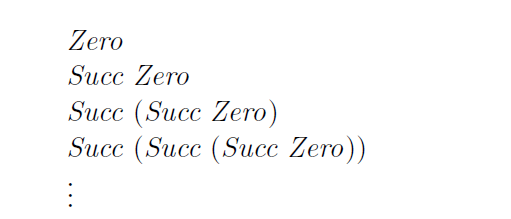 Zero
Succ Zero
Succ (Succ Zero)
Succ (Succ (Succ Zero))
⋮